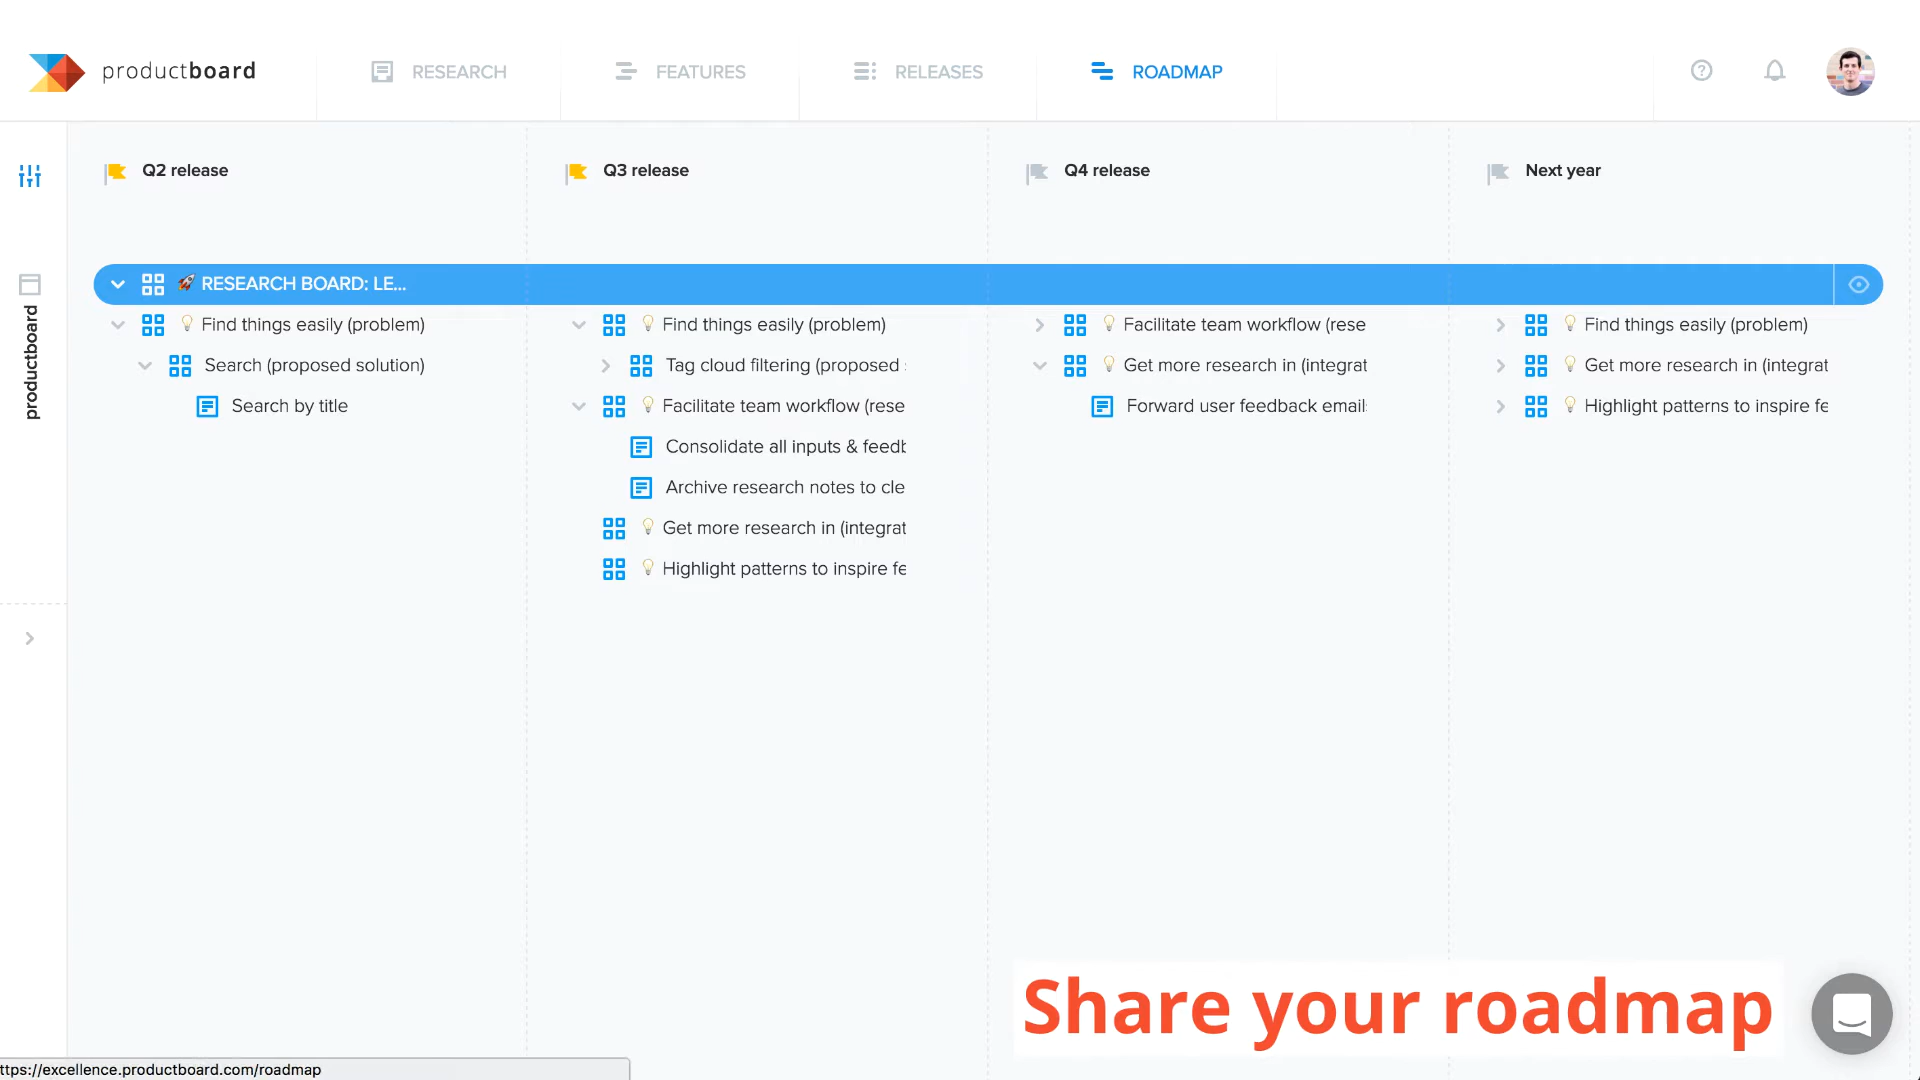 productboard
RESEARCH
FEATURES
RELEASES
ROADMAP
Q2 release
Q3 release
Q4 release
Next year
RESEARCH BOARD: LE...
Find things easily (problem)
Search (proposed solution)
Search by title
Find things easily (problem)
Tag cloud filtering (proposed
Facilitate team workflow (rese
Consolidate all inputs & feedb
Archive research notes to cle
Get more research in (integrat
Highlight patterns to inspire fe
Facilitate team workflow (rese
Get more research in (integrat
Forward user feedback email
Find things easily (problem)
Get more research in (integrat
Highlight patterns to inspire fe
productboard
Share your roadmap
ttps://excellence.productboard.com/roadmap